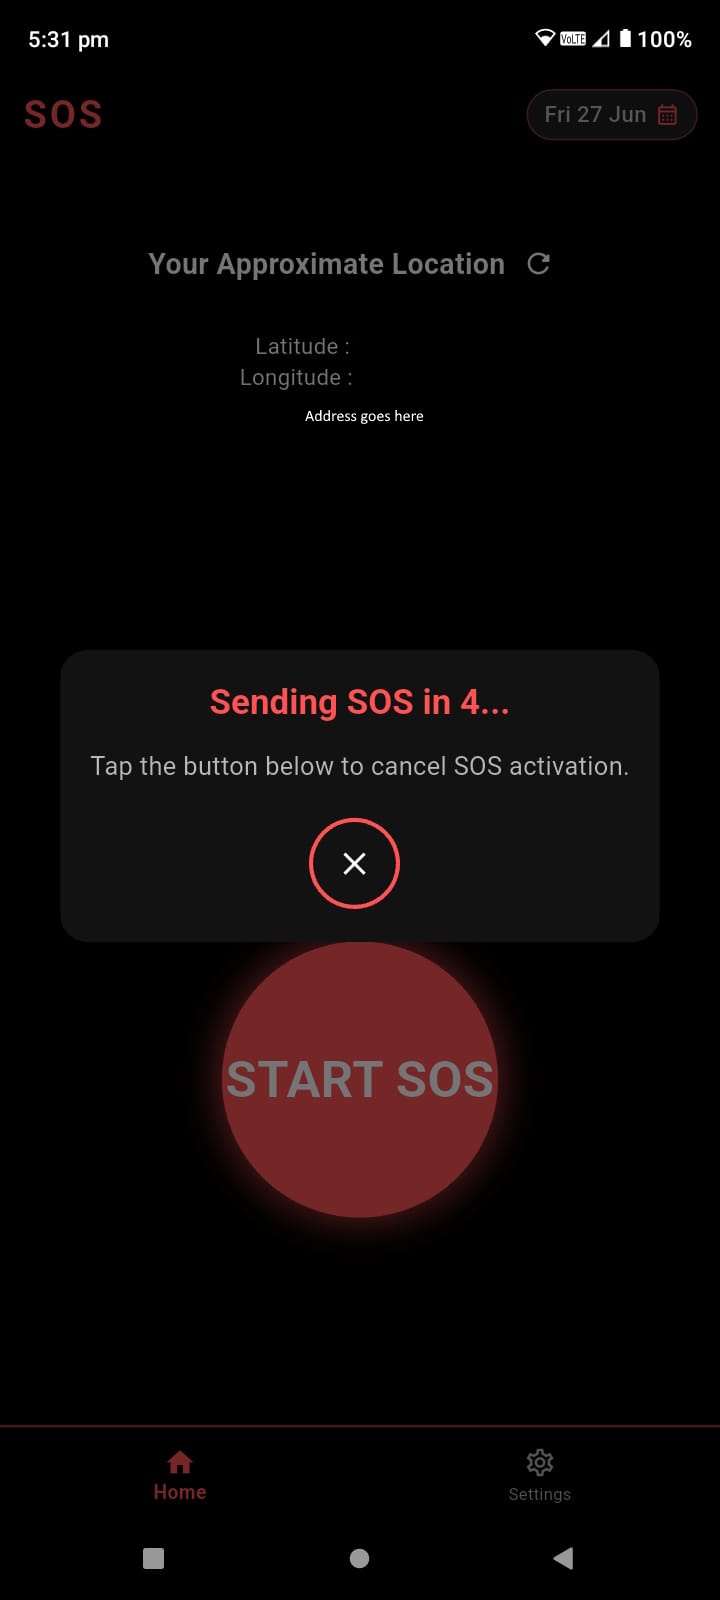 5:31 pm VoLTE 100%
SOS Fri 27 Jun
Your Approximate Location
Latitude :
Longitude :
Address goes here
Sending SOS in 4...
Tap the button below to cancel SOS activation.
START SOS
Home Settings